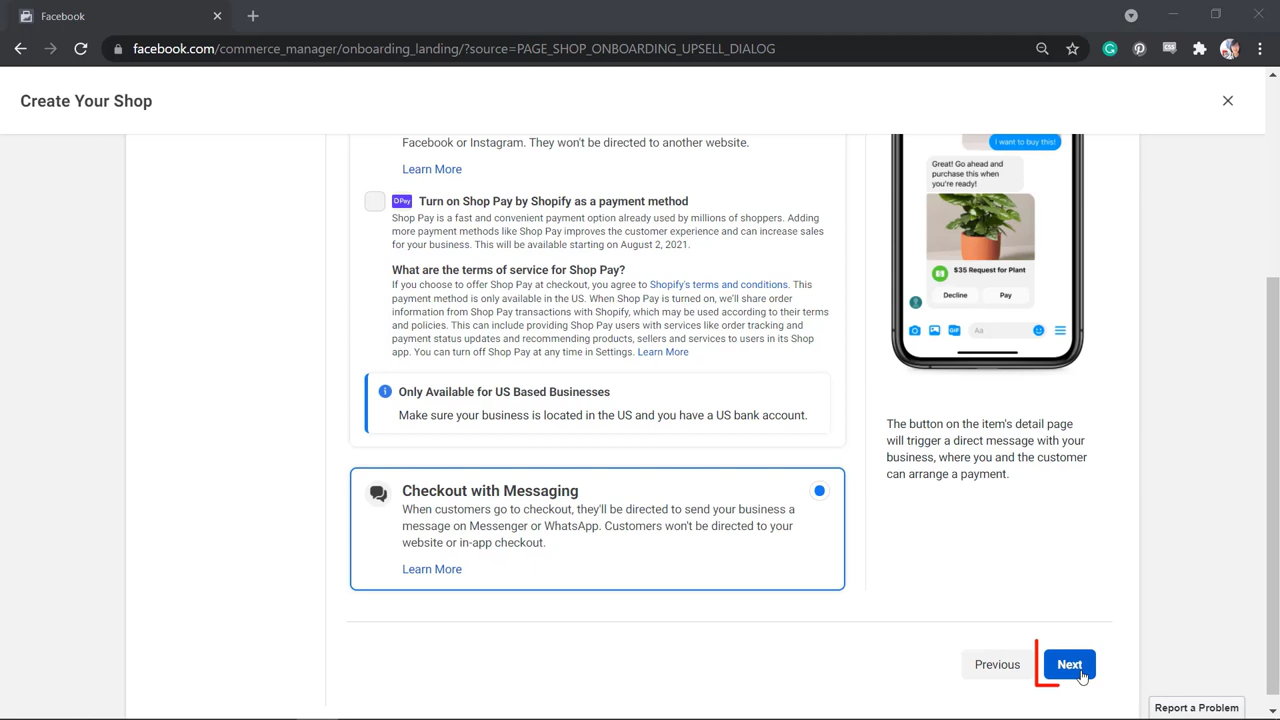 Facebook
facebook.com/commerce_manager/onboarding_landing/?source=PAGE_SHOP_ONBOARDING_UPSELL_DIALOG
Create Your Shop
Facebook or Instagram. They won't be directed to another website.
Learn More
Pay
Turn on Shop Pay by Shopify as a payment method
Shop Pay is a fast and convenient payment option already used by millions of shoppers. Adding
more payment methods like Shop Pay improves the customer experience and can increase sales
for your business. This will be available starting on August 2, 2021.
What are the terms of service for Shop Pay?
If you choose to offer Shop Pay at checkout, you agree to Shopify's terms and conditions. This
payment method is only available in the US. When Shop Pay is turned on, we'll share order
information from Shop Pay transactions with Shopify, which may be used according to their terms
and policies. This can include providing Shop Pay users with services like order tracking and
payment status updates and recommending products, sellers and services to users in its Shop
app. You can turn off Shop Pay at any time in Settings. Learn More
Only Available for US Based Businesses
Make sure your business is located in the US and you have a US bank account.
Checkout with Messaging
When customers go to checkout, they'll be directed to send your business a
message on Messenger or WhatsApp. Customers won't be directed to your
website or in-app checkout.
Learn More
I want to buy this!
Great! Go ahead and
purchase this when
you're ready!
$35 Request for Plant
Decline
Pay
GIF
Aa
The button on the item's detail page
will trigger a direct message with your
business, where you and the customer
can arrange a payment.
Previous
Next
Report a Problem